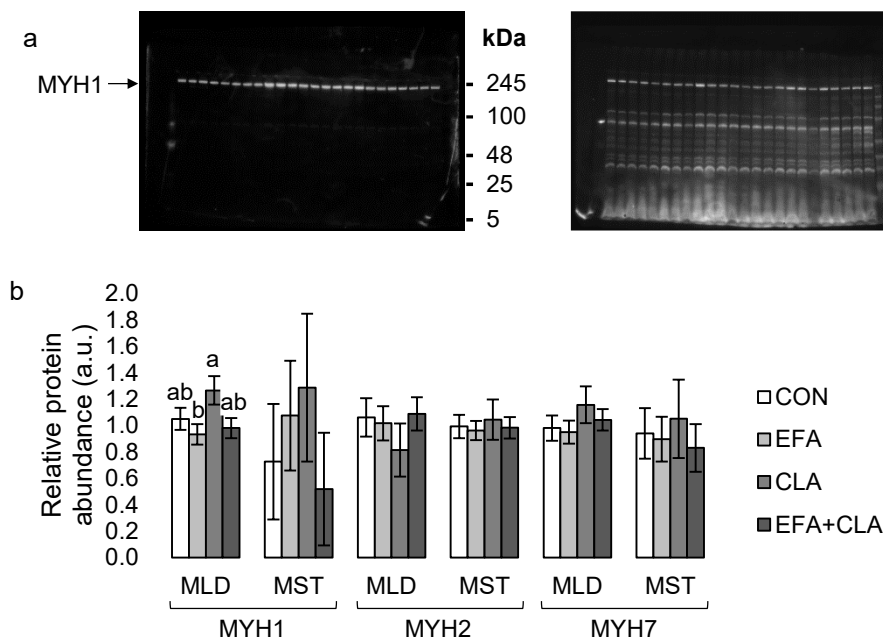 a
kDa
MYH1
245
100
48
25
5
b
Relative protein
abundance (a.u.)
2.0
1.8
1.6
1.4
1.2
1.0
0.8
0.6
0.4
0.2
0.0
ab
b
a
ab
CON
EFA
CLA
EFA+CLA
MLD MST MLD MST MLD MST
MYH1 MYH2 MYH7